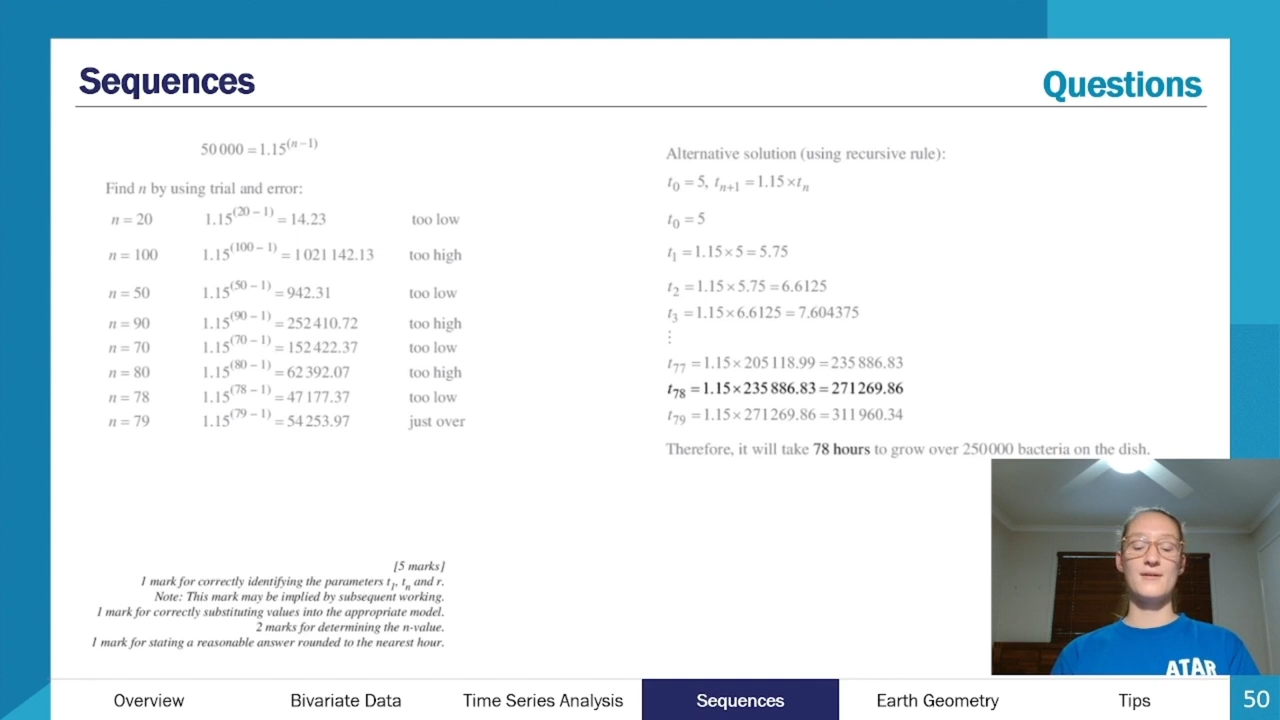 Sequences
Questions
50 000 = 1.15^(n − 1)
Find n by using trial and error:
n = 20 1.15^(20 − 1) = 14.23 too low
n = 100 1.15^(100 − 1) = 1 021 142.13 too high
n = 50 1.15^(50 − 1) = 942.31 too low
n = 90 1.15^(90 − 1) = 252 410.72 too high
n = 70 1.15^(70 − 1) = 152 422.37 too low
n = 80 1.15^(80 − 1) = 62 392.07 too high
n = 78 1.15^(78 − 1) = 47 177.37 too low
n = 79 1.15^(79 − 1) = 54 253.97 just over
[5 marks]
1 mark for correctly identifying the parameters t₁, tₙ and r.
Note: This mark may be implied by subsequent working.
1 mark for correctly substituting values into the appropriate model.
2 marks for determining the n-value.
1 mark for stating a reasonable answer rounded to the nearest hour.
Alternative solution (using recursive rule):
t₀ = 5, tₙ₊₁ = 1.15 × tₙ
t₀ = 5
t₁ = 1.15 × 5 = 5.75
t₂ = 1.15 × 5.75 = 6.6125
t₃ = 1.15 × 6.6125 = 7.604375
⋮
t₇₇ = 1.15 × 205 118.99 = 235 886.83
t₇₈ = 1.15 × 235 886.83 = 271 269.86
t₇₉ = 1.15 × 271 269.86 = 311 960.34
Therefore, it will take 78 hours to grow over 250 000 bacteria on the dish.
ATAR
Overview Bivariate Data Time Series Analysis Sequences Earth Geometry Tips 50